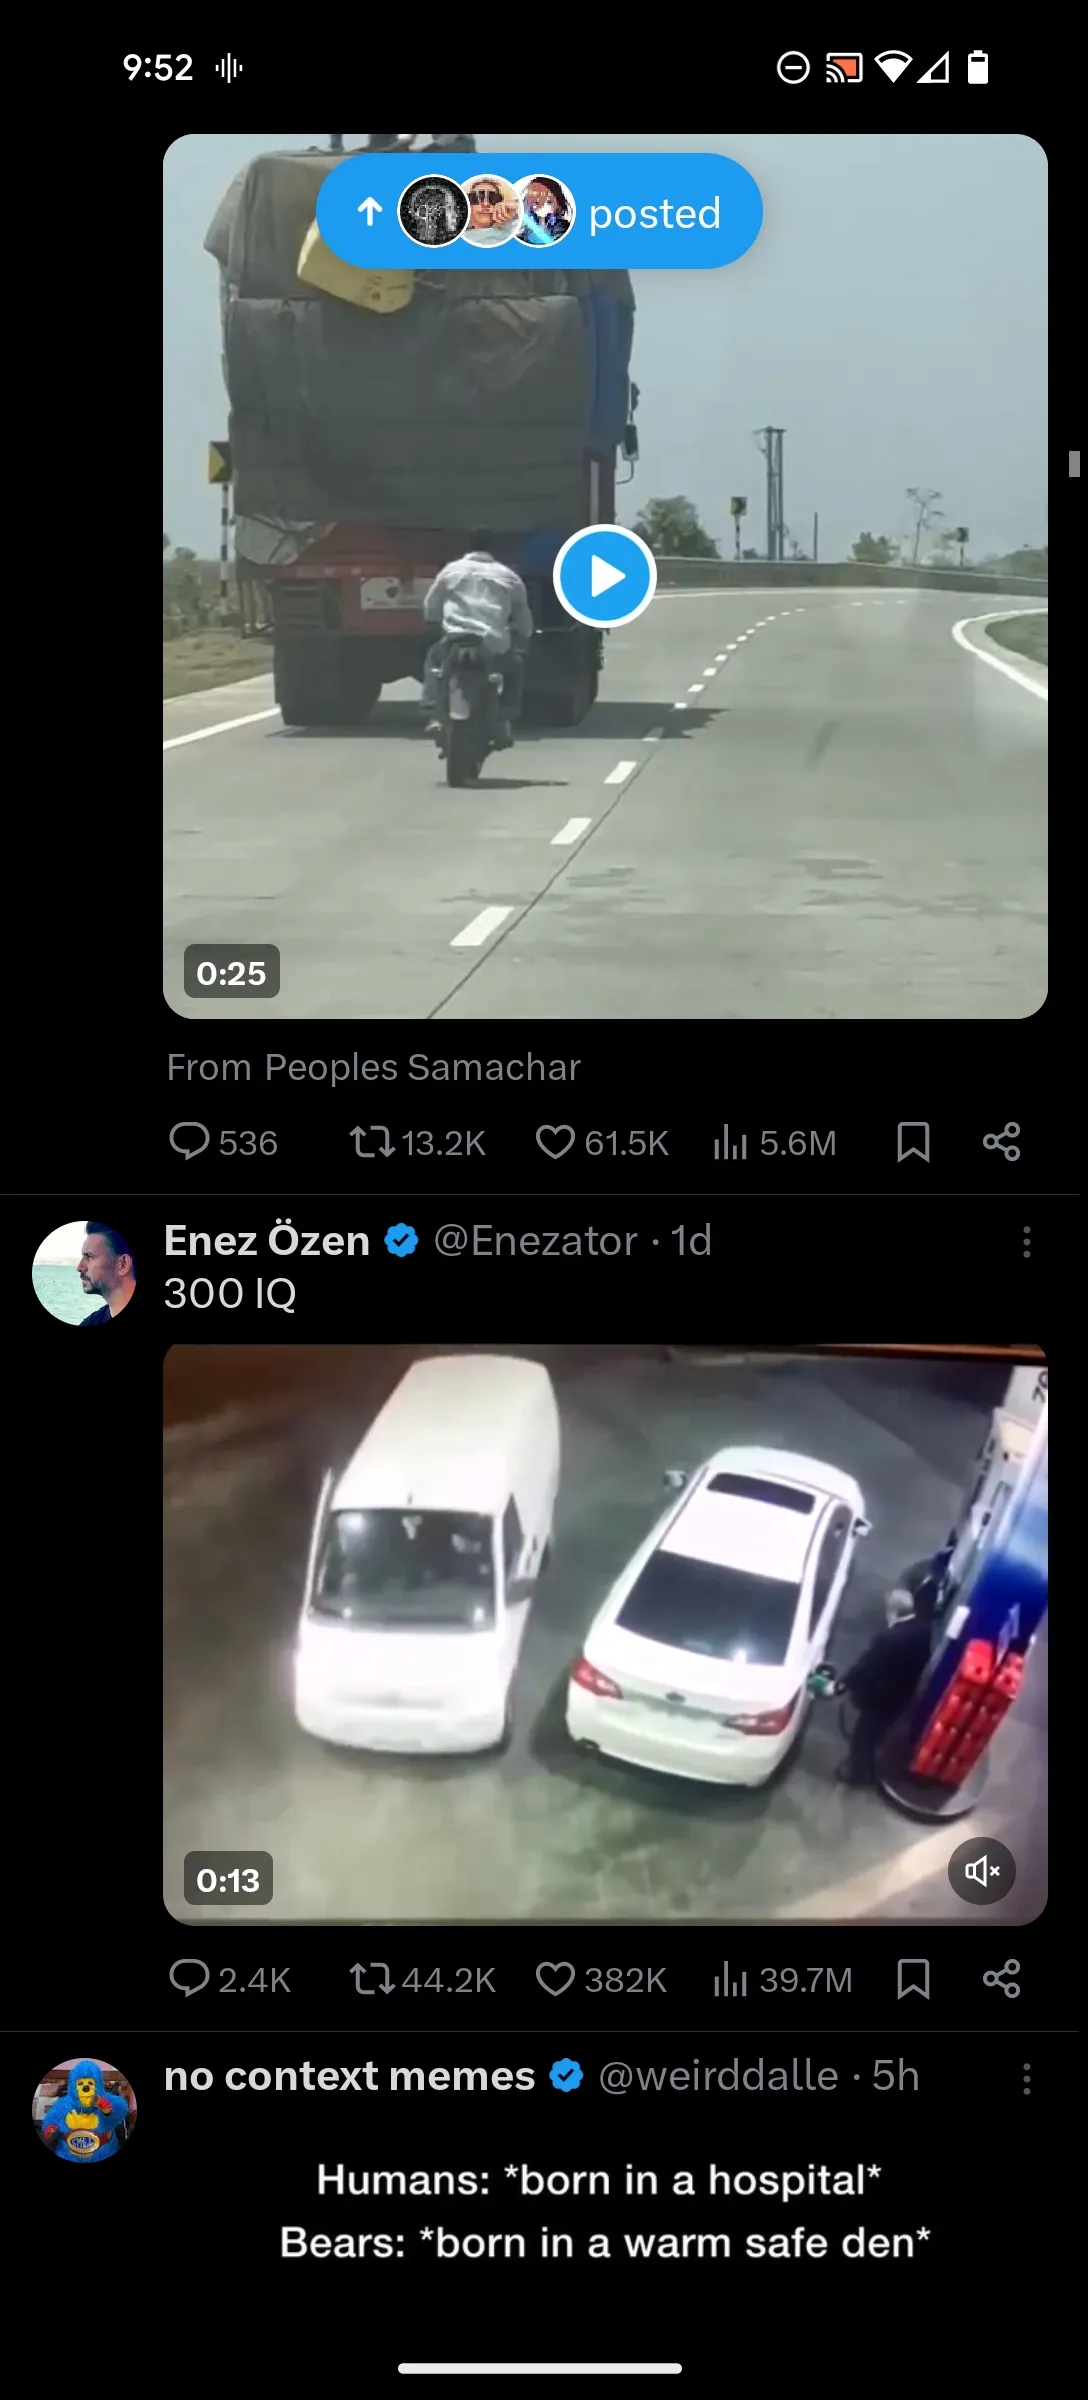 9:52
posted
0:25
From Peoples Samachar
536 13.2K 61.5K 5.6M
Enez Özen @Enezator · 1d
300 IQ
0:13
2.4K 44.2K 382K 39.7M
no context memes @weirddalle · 5h
Humans: *born in a hospital*
Bears: *born in a warm safe den*